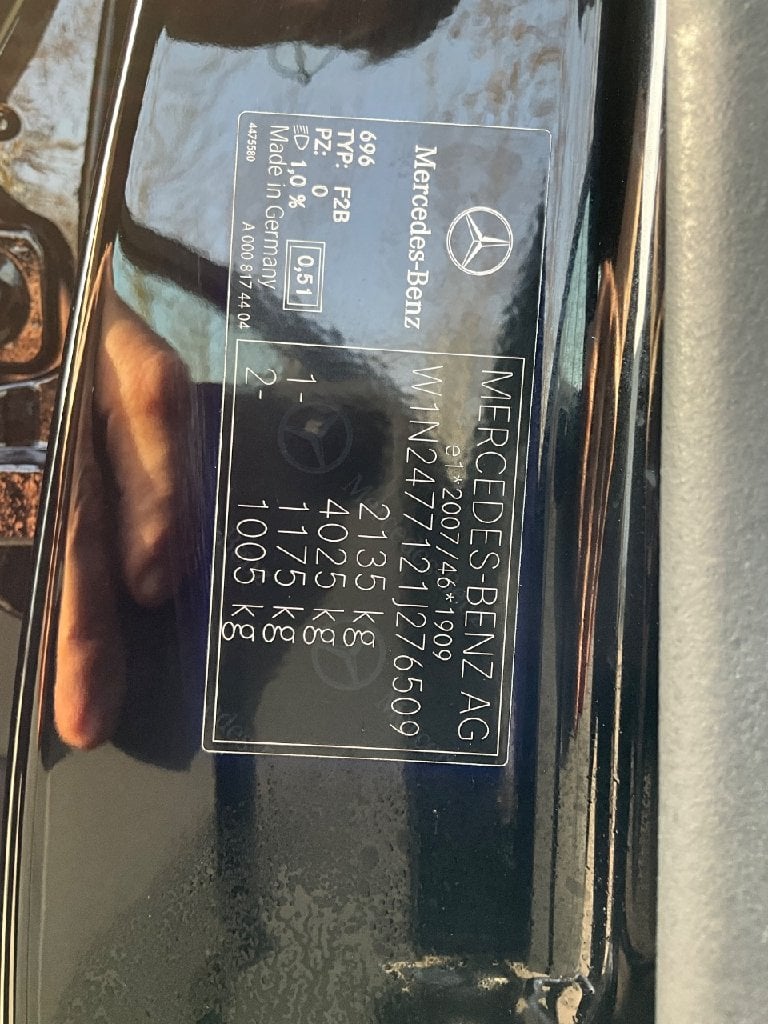 Mercedes-Benz
696
TYP: F2B
PZ: 0
1,0 %
0,51
Made in Germany
4475580
A 000 817 44 04
MERCEDES-BENZ AG
e1*2007/46*1909
W1N2477121J276509
2135 kg
4025 kg
1- 1175 kg
2- 1005 kg